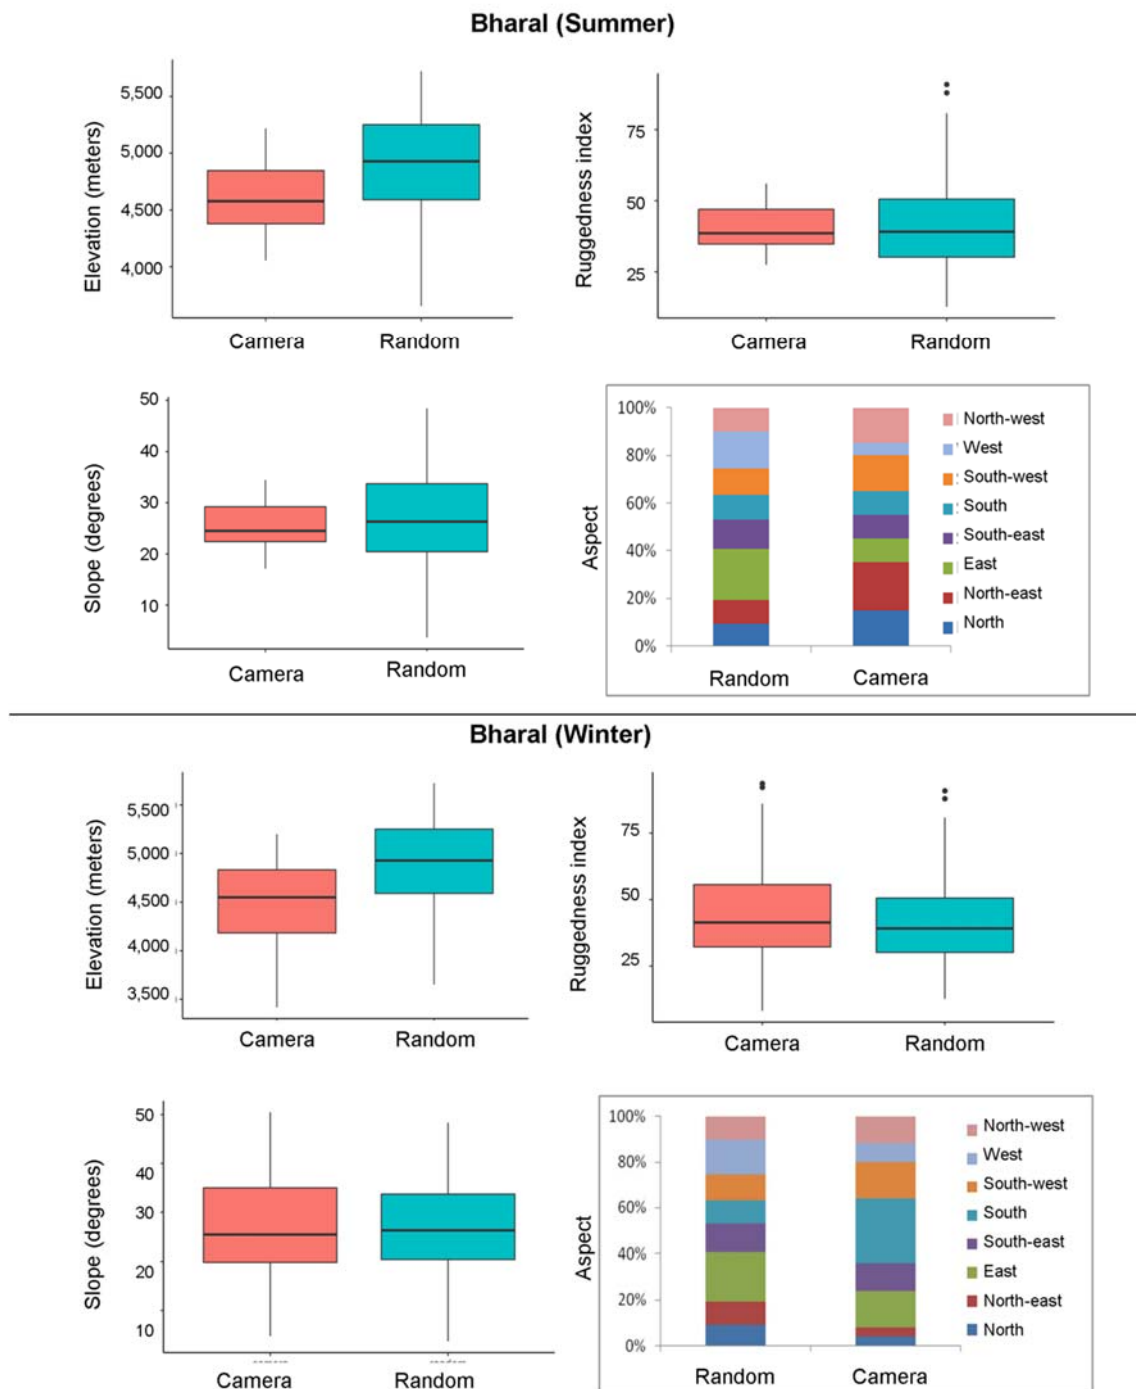 Bharal (Summer)
Elevation (meters)
5,500
5,000
4,500
4,000
Camera
Random
Ruggedness index
75
50
25
Camera
Random
Slope (degrees)
50
40
30
20
10
Camera
Random
Aspect
100%
80%
60%
40%
20%
0%
Random
Camera
North-west
West
South-west
South
South-east
East
North-east
North
Bharal (Winter)
Elevation (meters)
5,500
5,000
4,500
4,000
3,500
Camera
Random
Ruggedness index
75
50
25
Camera
Random
Slope (degrees)
50
40
30
20
10
Camera
Random
Aspect
100%
80%
60%
40%
20%
0%
Random
Camera
North-west
West
South-west
South
South-east
East
North-east
North